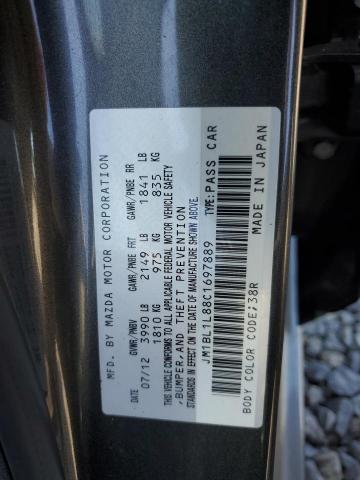 MFD. BY MAZDA MOTOR CORPORATION
DATE GVWR/PNBV GAWR/PNBE FRT GAWR/PNBE RR
07/12 3990 LB 2149 LB 1841 LB
1810 KG 975 KG 835 KG
THIS VEHICLE CONFORMS TO ALL APPLICABLE FEDERAL MOTOR VEHICLE SAFETY
,BUMPER,AND THEFT PREVENTION
STANDARDS IN EFFECT ON THE DATE OF MANUFACTURE SHOWN ABOVE.
JM1BL1L88C1697889 TYPE:PASS CAR
BODY COLOR CODE;38R MADE IN JAPAN